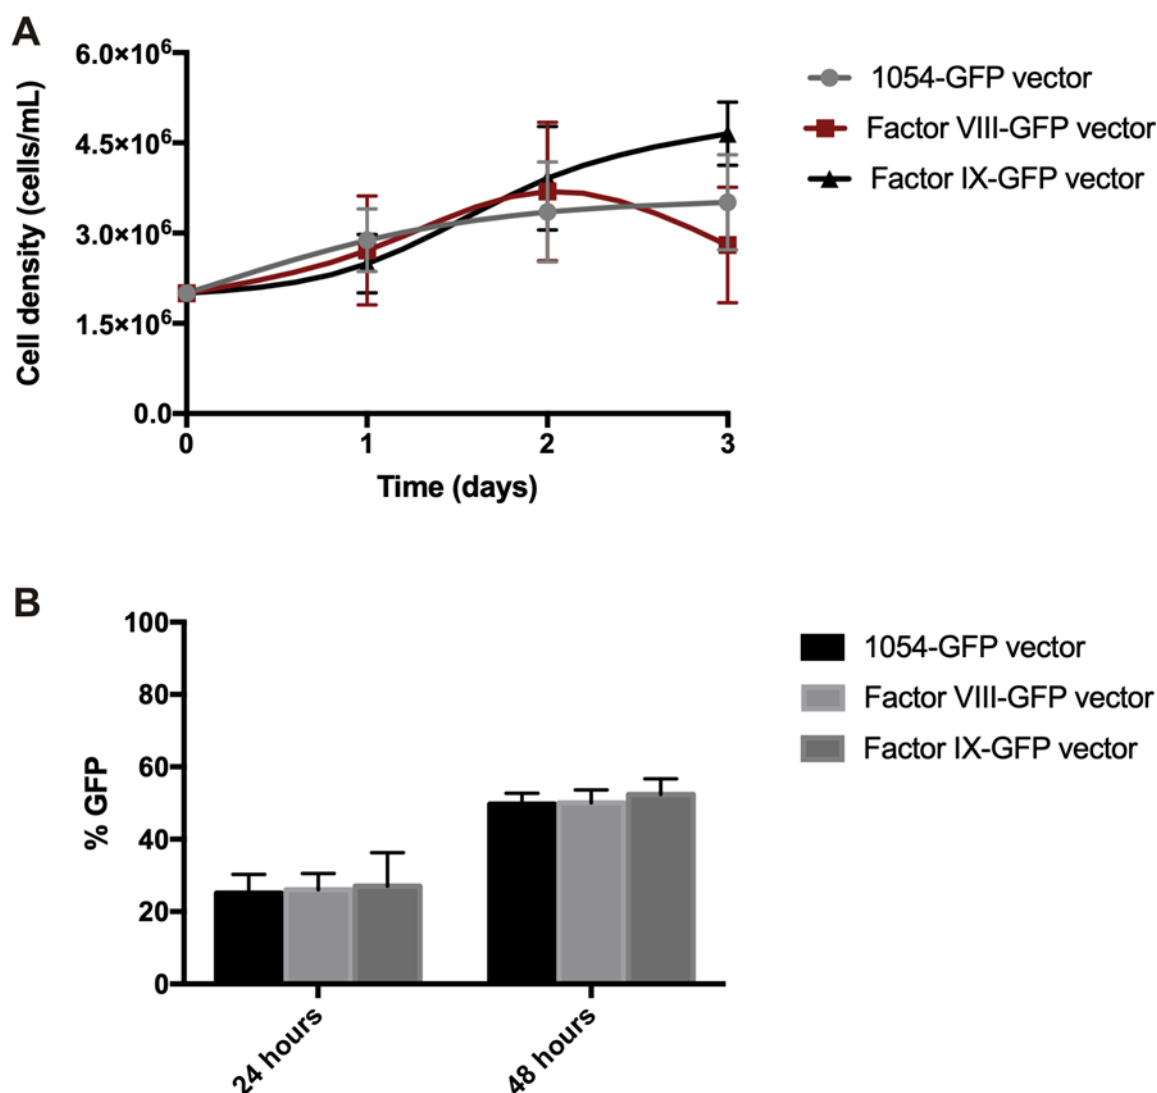 A
Cell density (cells/mL)
6.0×10⁶
4.5×10⁶
3.0×10⁶
1.5×10⁶
0.0
0 1 2 3
Time (days)
1054-GFP vector
Factor VIII-GFP vector
Factor IX-GFP vector
B
% GFP
100
80
60
40
20
0
24 hours
48 hours
1054-GFP vector
Factor VIII-GFP vector
Factor IX-GFP vector